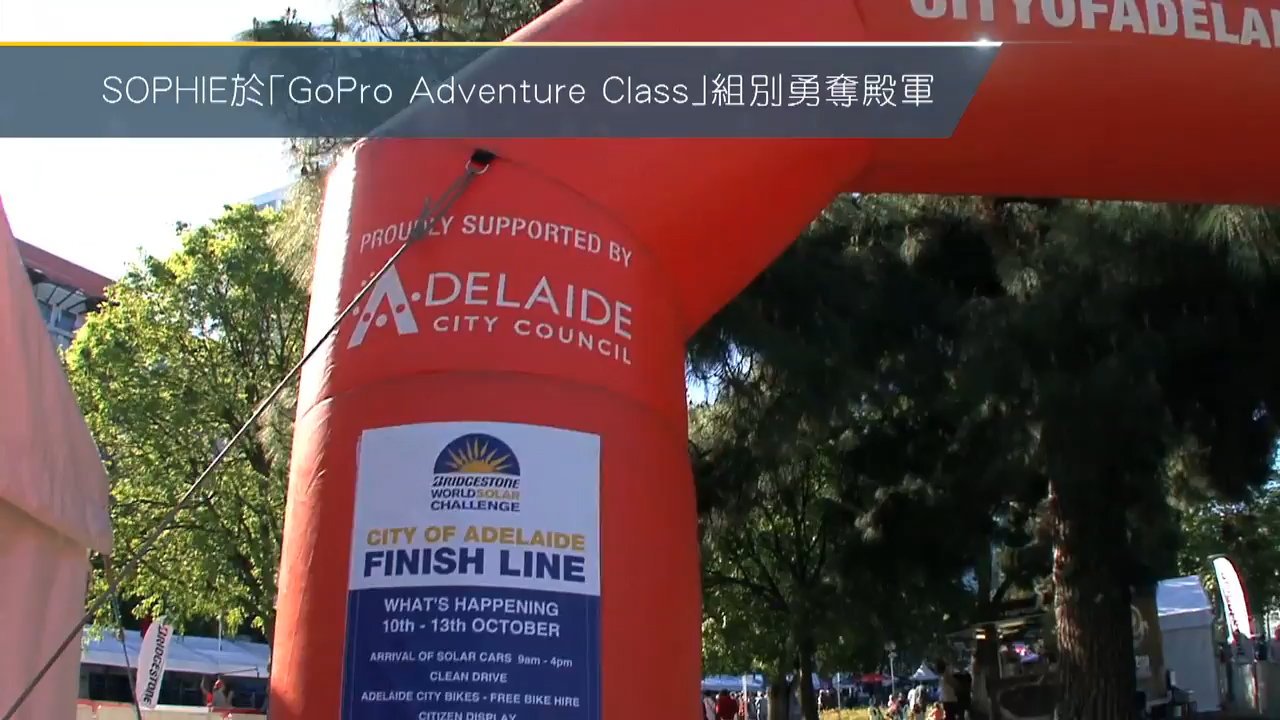 CITYOFADELAI
SOPHIE於「GoPro Adventure Class」組別勇奪殿軍
PROUDLY SUPPORTED BY
ADELAIDE
CITY COUNCIL
BRIDGESTONE
WORLD SOLAR
CHALLENGE
CITY OF ADELAIDE
FINISH LINE
WHAT'S HAPPENING
10th - 13th OCTOBER
ARRIVAL OF SOLAR CARS 9am - 4pm
CLEAN DRIVE
ADELAIDE CITY BIKES - FREE BIKE HIRE
CITIZEN DISPLAY
BRIDGESTONE